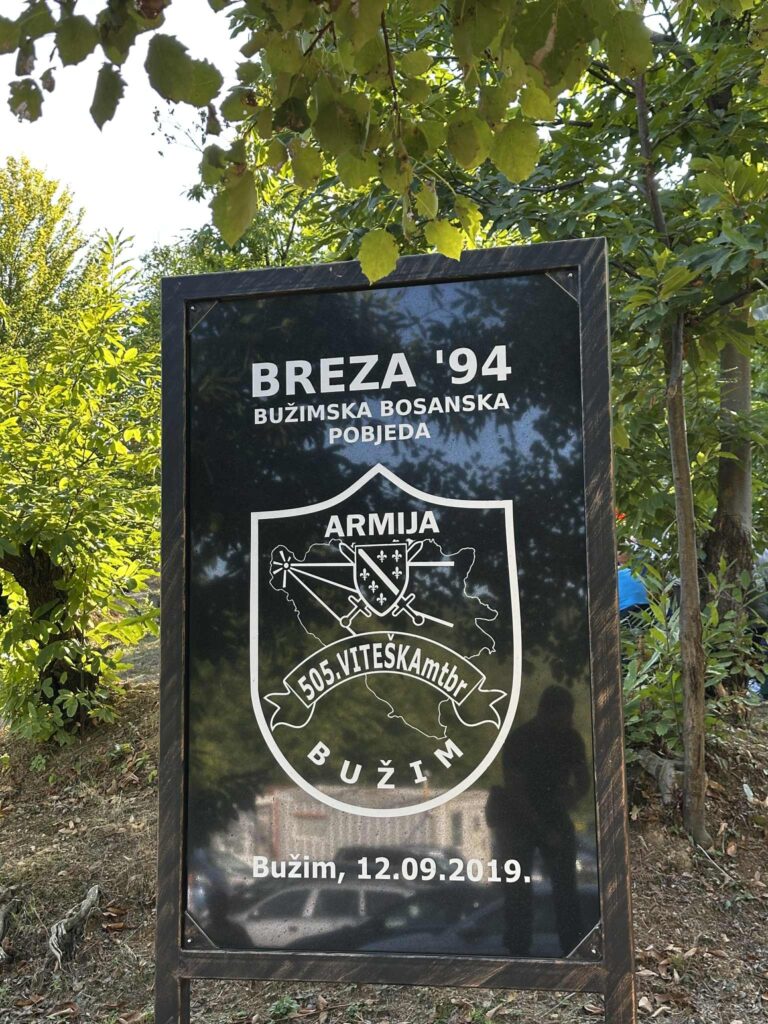 BREZA '94
BUŽIMSKA BOSANSKA
POBJEDA
ARMIJA
505.VITEŠKAmtbr
BUŽIM
Bužim, 12.09.2019.